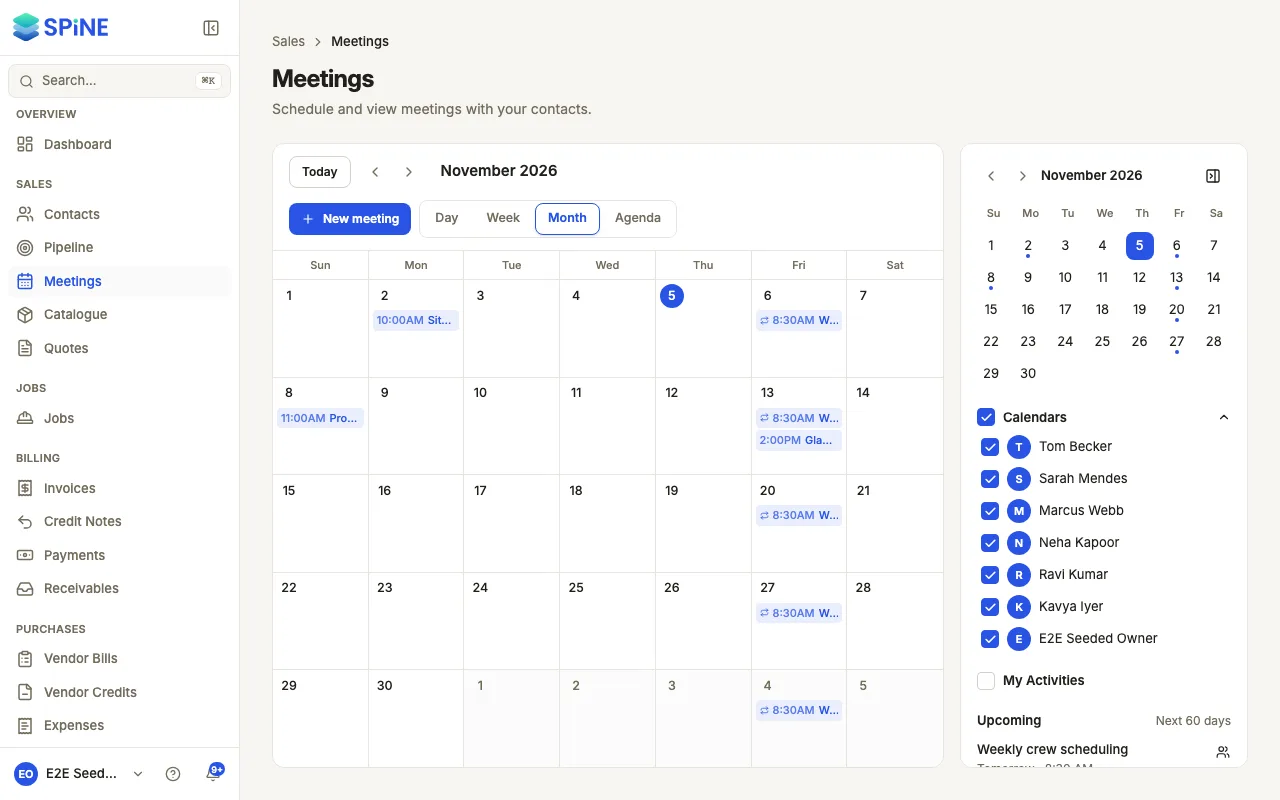 SPiNE
Search...
⌘K
OVERVIEW
Dashboard
SALES
Contacts
Pipeline
Meetings
Catalogue
Quotes
JOBS
Jobs
BILLING
Invoices
Credit Notes
Payments
Receivables
PURCHASES
Vendor Bills
Vendor Credits
Expenses
EO E2E Seed...
9+
Sales > Meetings
Meetings
Schedule and view meetings with your contacts.
Today
November 2026
+ New meeting
Day Week Month Agenda
Sun Mon Tue Wed Thu Fri Sat
1 2 3 4 5 6 7
10:00AM Sit...
8:30AM W...
8 9 10 11 12 13 14
11:00AM Pro...
8:30AM W...
2:00PM Gla...
15 16 17 18 19 20 21
8:30AM W...
22 23 24 25 26 27 28
8:30AM W...
29 30 1 2 3 4 5
8:30AM W...
November 2026
Su Mo Tu We Th Fr Sa
1 2 3 4 5 6 7
8 9 10 11 12 13 14
15 16 17 18 19 20 21
22 23 24 25 26 27 28
29 30
Calendars
T Tom Becker
S Sarah Mendes
M Marcus Webb
N Neha Kapoor
R Ravi Kumar
K Kavya Iyer
E E2E Seeded Owner
My Activities
Upcoming Next 60 days
Weekly crew scheduling